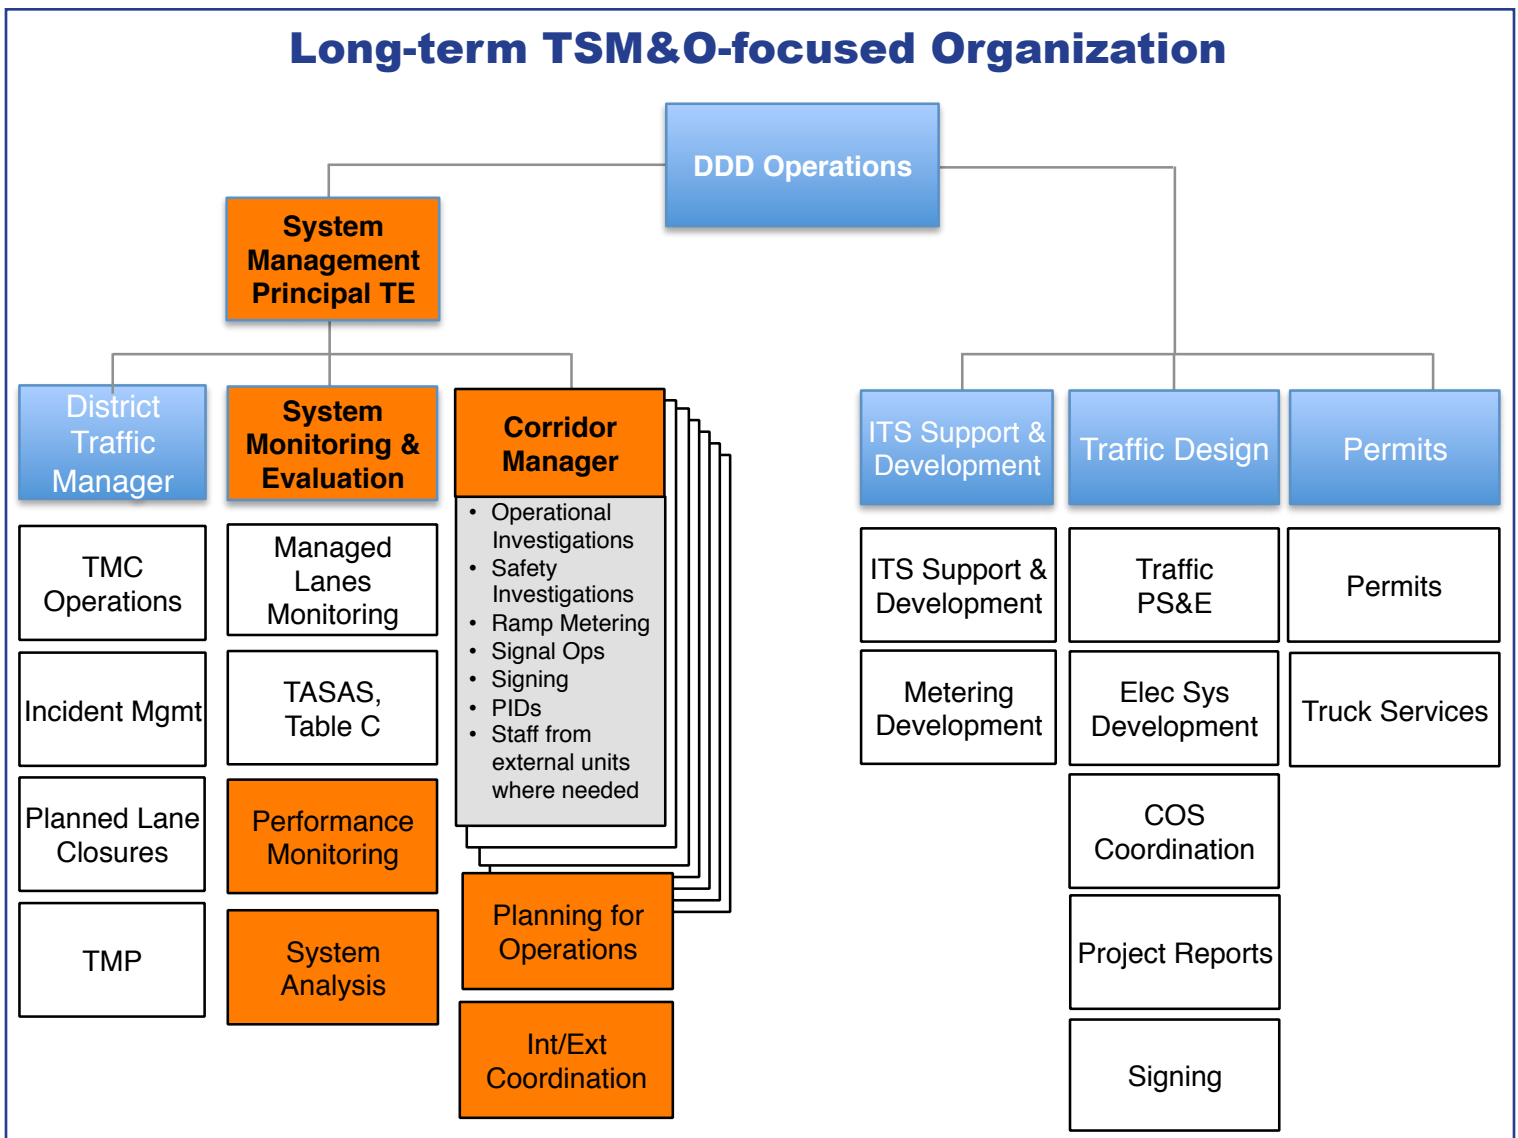 Long-term TSM&O-focused Organization
DDD Operations
System
Management
Principal TE
District
Traffic
Manager
TMC
Operations
Incident Mgmt
Planned Lane
Closures
TMP
System
Monitoring &
Evaluation
Managed
Lanes
Monitoring
TASAS,
Table C
Performance
Monitoring
System
Analysis
Corridor
Manager
• Operational
Investigations
• Safety
Investigations
• Ramp Metering
• Signal Ops
• Signing
• PIDs
• Staff from
external units
where needed
Planning for
Operations
Int/Ext
Coordination
ITS Support &
Development
ITS Support &
Development
Metering
Development
Traffic Design
Traffic
PS&E
Elec Sys
Development
COS
Coordination
Project Reports
Signing
Permits
Permits
Truck Services